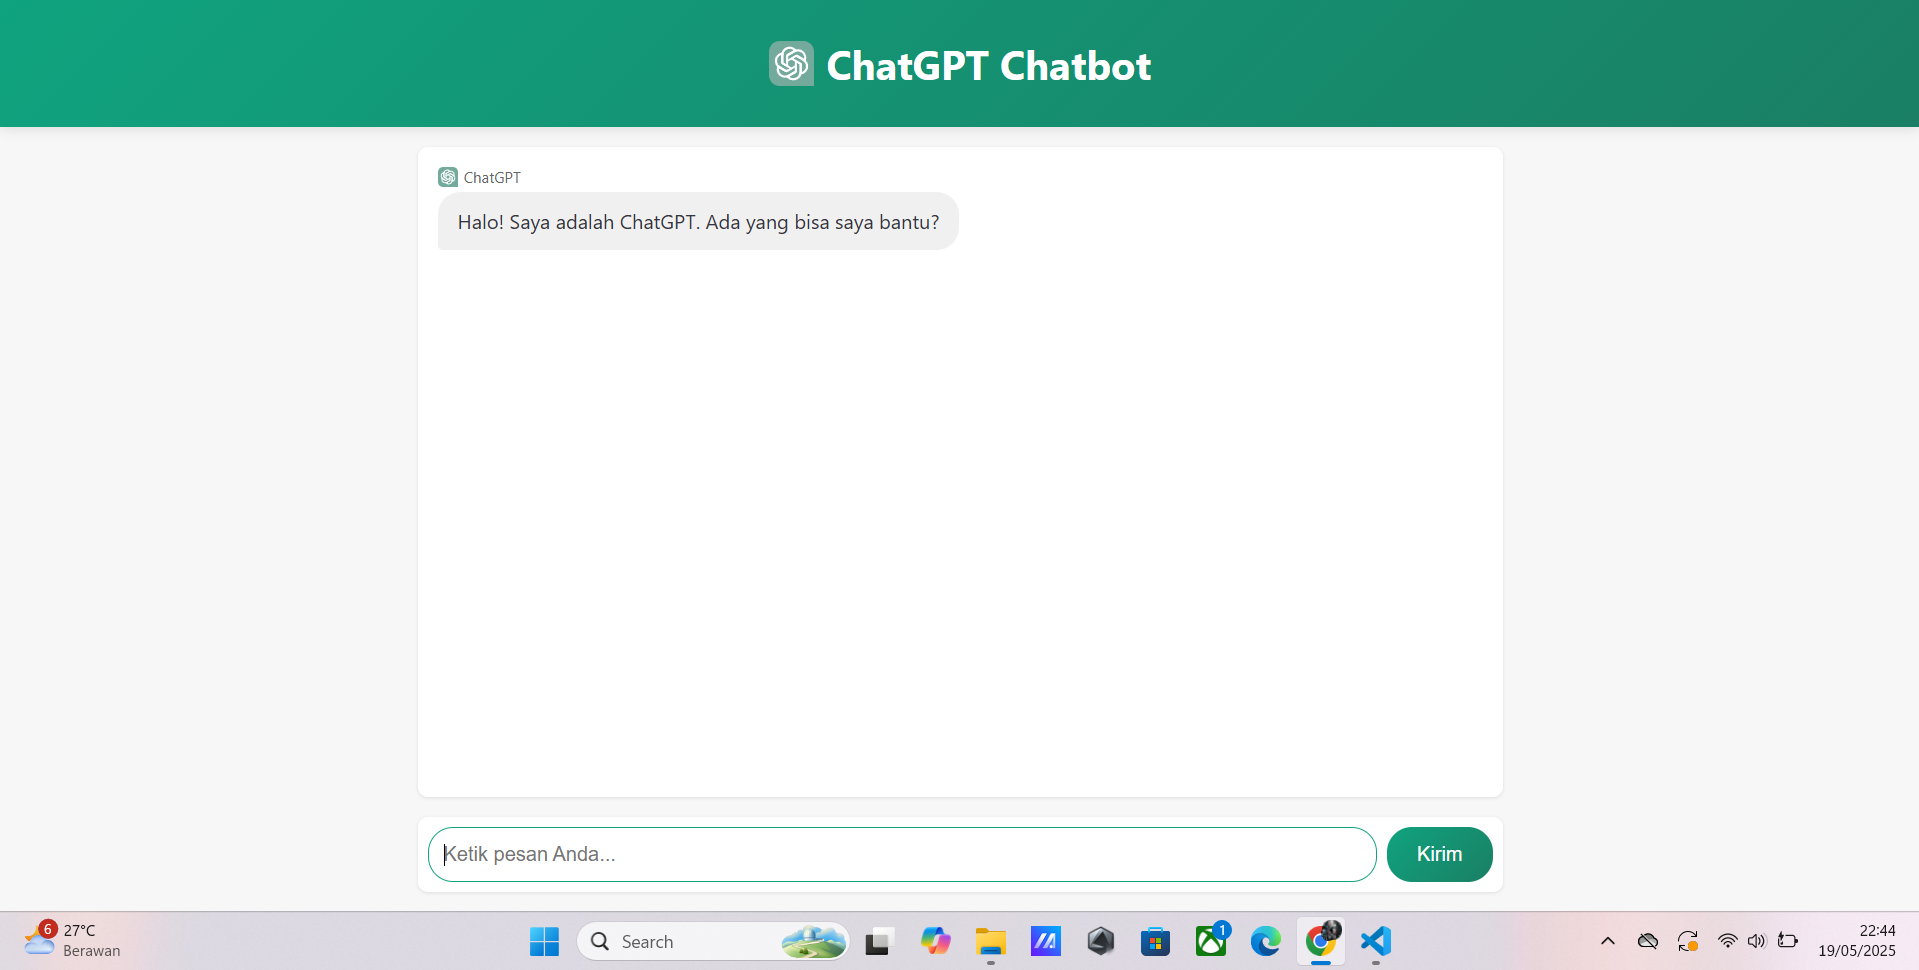 ChatGPT Chatbot
ChatGPT
Halo! Saya adalah ChatGPT. Ada yang bisa saya bantu?
Ketik pesan Anda...
Kirim
6
27°C
Berawan
Search
1
22:44
19/05/2025